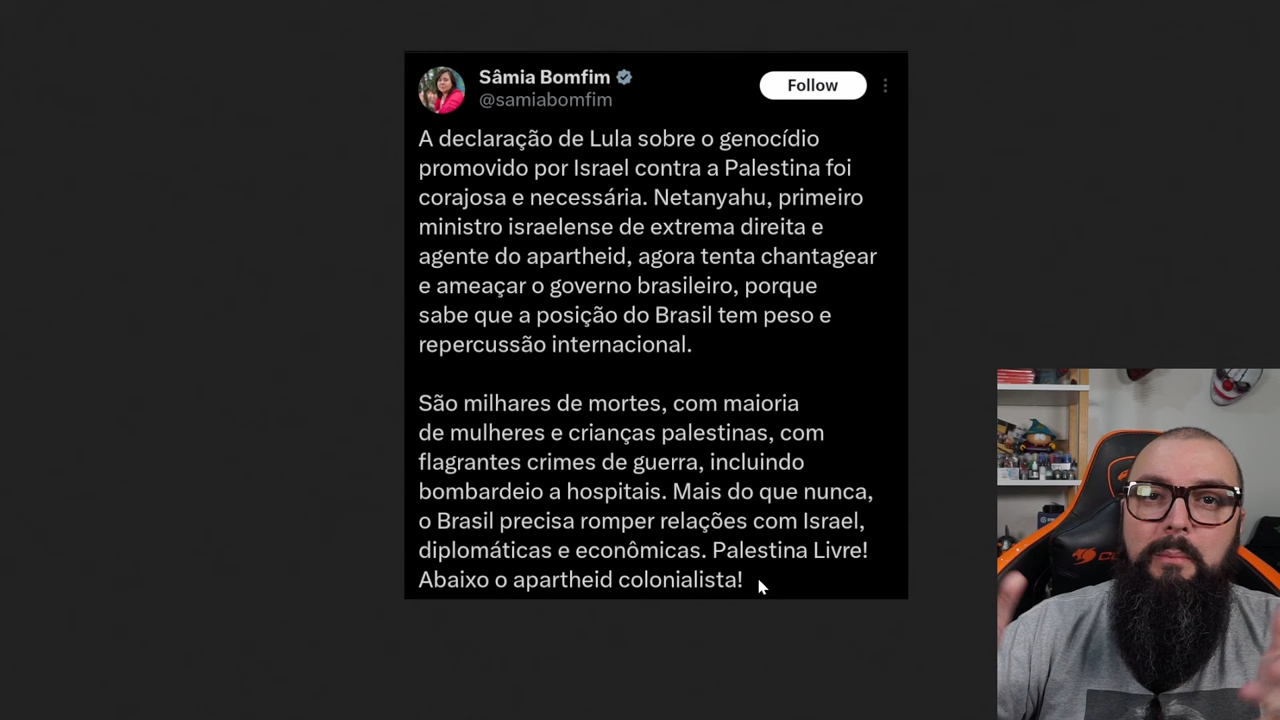 Sâmia Bomfim
@samiabomfim
Follow
A declaração de Lula sobre o genocídio
promovido por Israel contra a Palestina foi
corajosa e necessária. Netanyahu, primeiro
ministro israelense de extrema direita e
agente do apartheid, agora tenta chantagear
e ameaçar o governo brasileiro, porque
sabe que a posição do Brasil tem peso e
repercussão internacional.
São milhares de mortes, com maioria
de mulheres e crianças palestinas, com
flagrantes crimes de guerra, incluindo
bombardeio a hospitais. Mais do que nunca,
o Brasil precisa romper relações com Israel,
diplomáticas e econômicas. Palestina Livre!
Abaixo o apartheid colonialista!